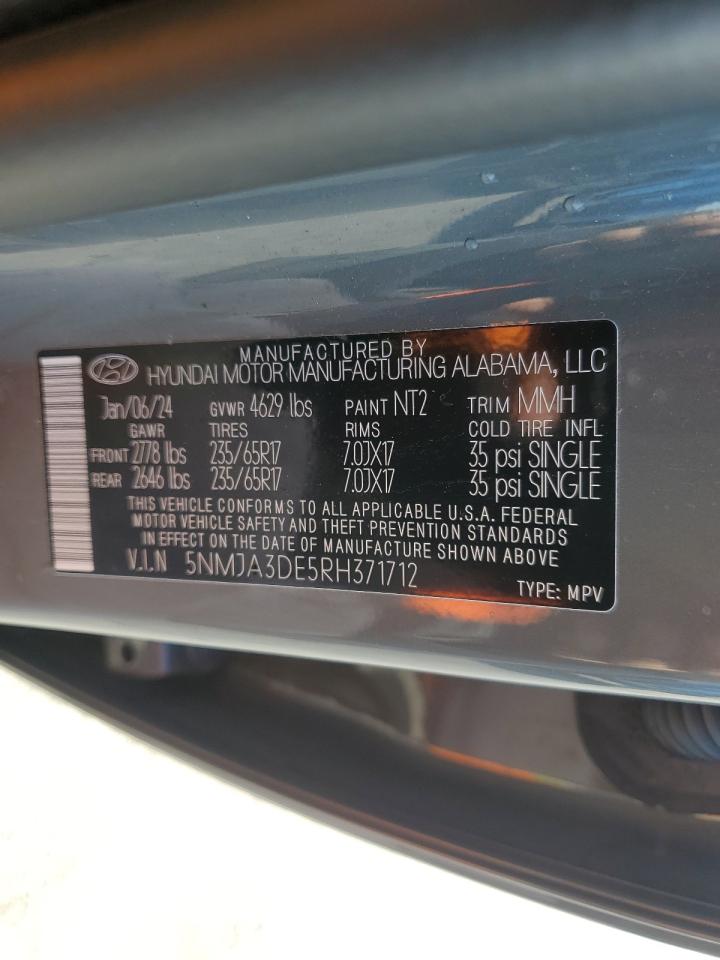 MANUFACTURED BY
HYUNDAI MOTOR MANUFACTURING ALABAMA, LLC
Jan/06/24 GVWR 4629 lbs PAINT NT2 TRIM MMH
GAWR TIRES RIMS COLD TIRE INFL
FRONT 2778 lbs 235/65R17 7.0JX17 35 psi SINGLE
REAR 2646 lbs 235/65R17 7.0JX17 35 psi SINGLE
THIS VEHICLE CONFORMS TO ALL APPLICABLE U.S.A. FEDERAL
MOTOR VEHICLE SAFETY AND THEFT PREVENTION STANDARDS
IN EFFECT ON THE DATE OF MANUFACTURE SHOWN ABOVE
V.I.N 5NMJA3DE5RH371712
TYPE: MPV